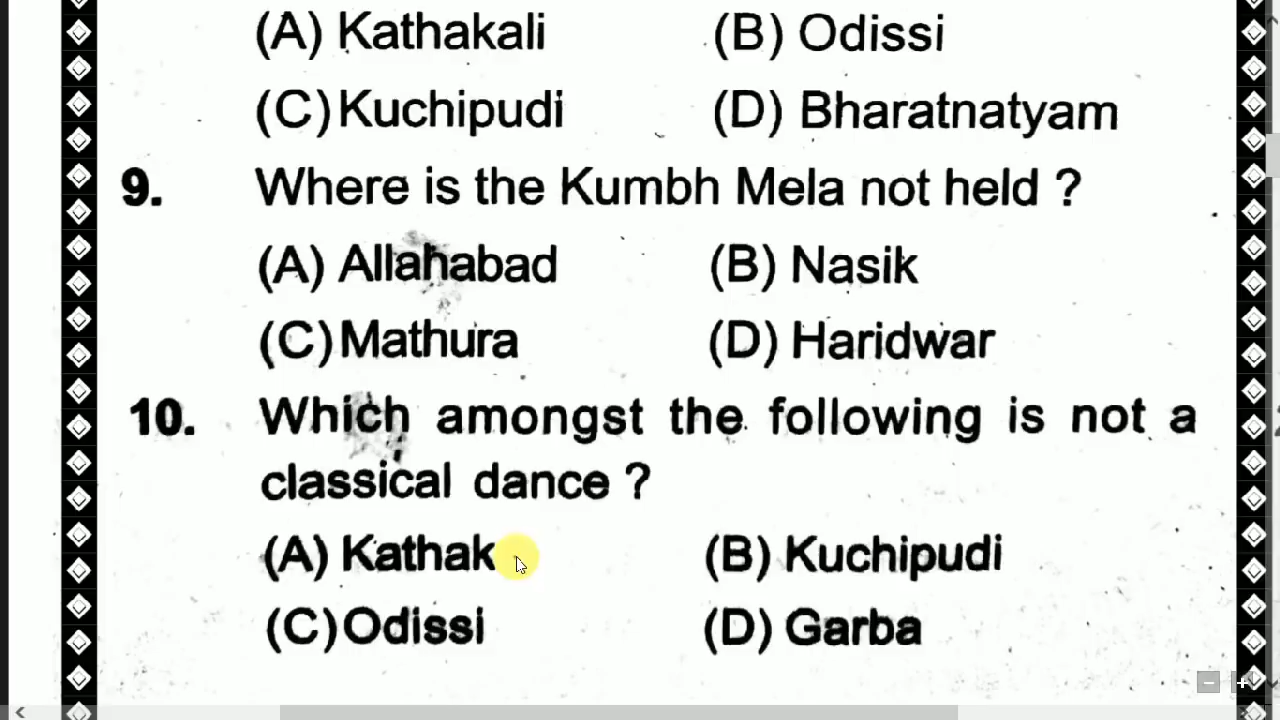 (A) Kathakali (B) Odissi
(C) Kuchipudi (D) Bharatnatyam
9. Where is the Kumbh Mela not held ?
(A) Allahabad (B) Nasik
(C) Mathura (D) Haridwar
10. Which amongst the following is not a
classical dance ?
(A) Kathak (B) Kuchipudi
(C) Odissi (D) Garba